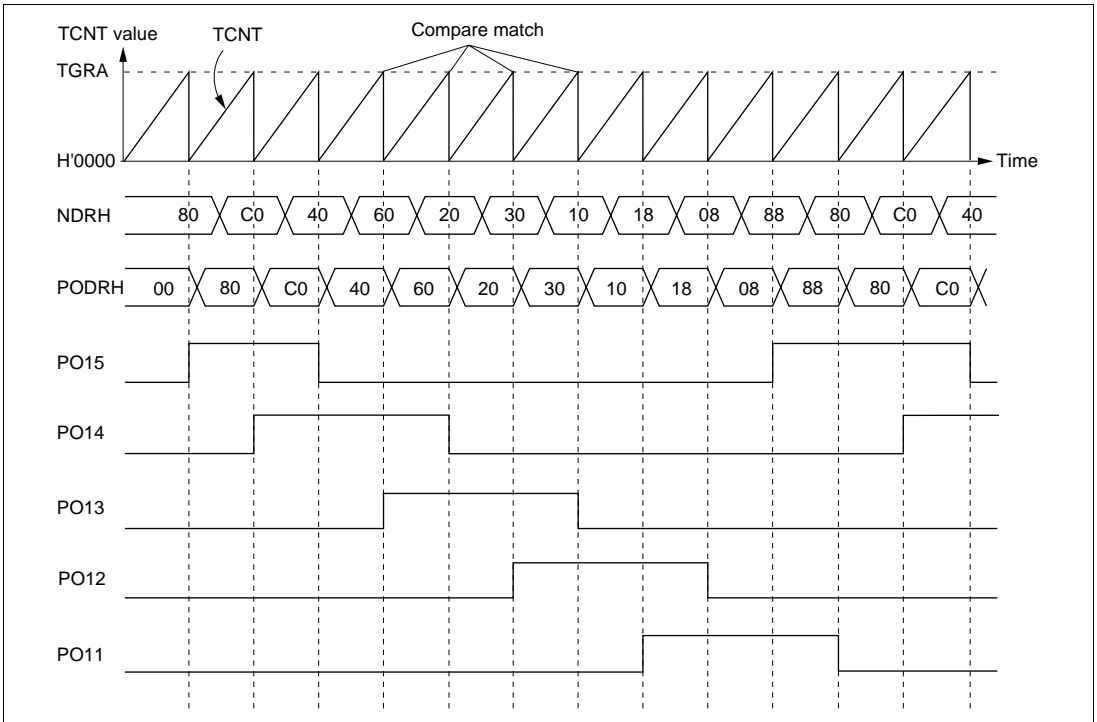 TCNT value
TCNT
Compare match
TGRA
H'0000
Time
NDRH
80 C0 40 60 20 30 10 18 08 88 80 C0 40
PODRH
00 80 C0 40 60 20 30 10 18 08 88 80 C0
PO15
PO14
PO13
PO12
PO11